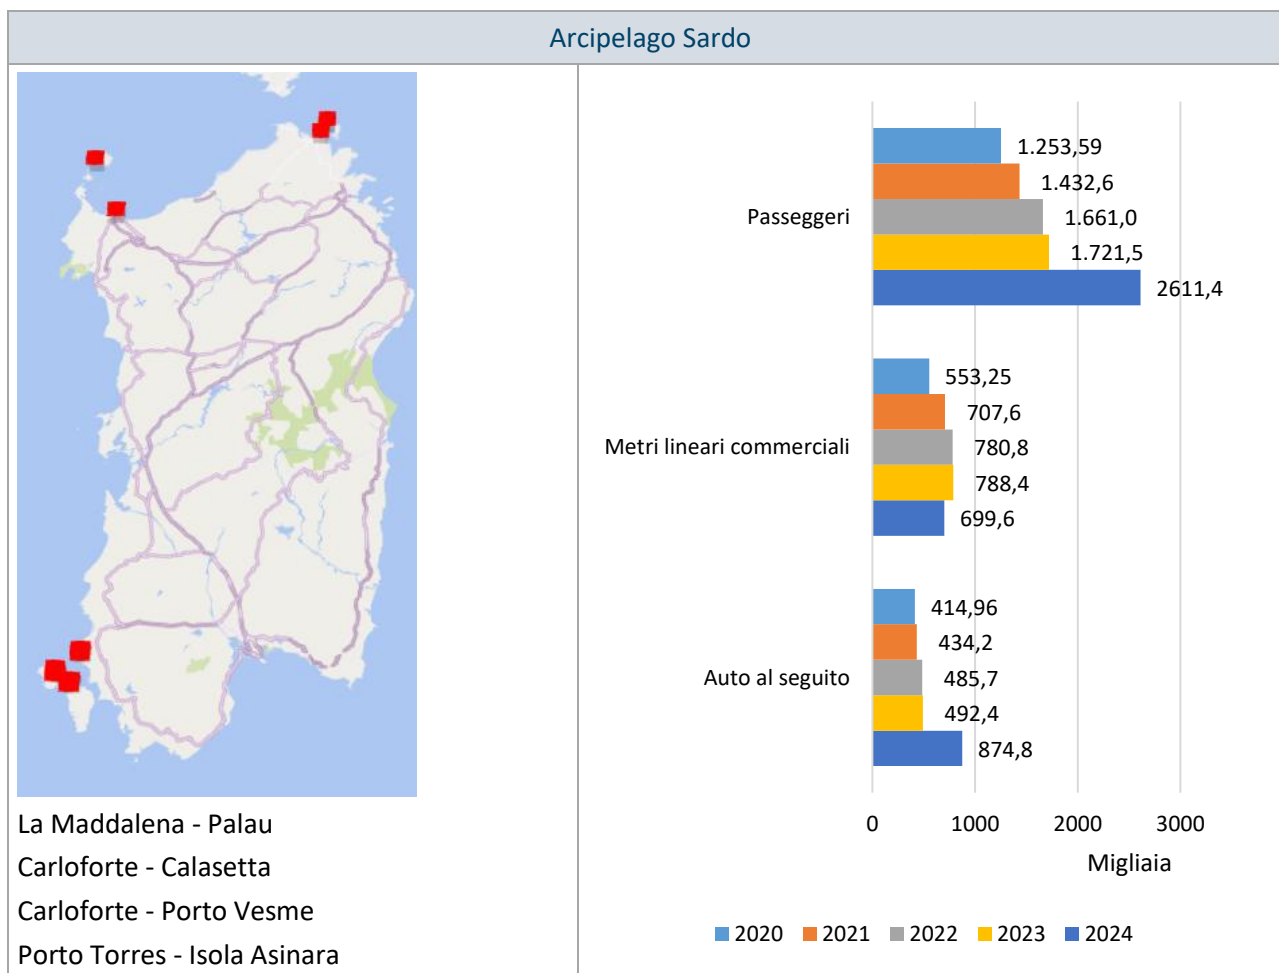 Arcipelago Sardo
La Maddalena - Palau
Carloforte - Calasetta
Carloforte - Porto Vesme
Porto Torres - Isola Asinara
Passeggeri
1.253,59
1.432,6
1.661,0
1.721,5
2611,4
Metri lineari commerciali
553,25
707,6
780,8
788,4
699,6
Auto al seguito
414,96
434,2
485,7
492,4
874,8
0 1000 2000 3000
Migliaia
2020 2021 2022 2023 2024